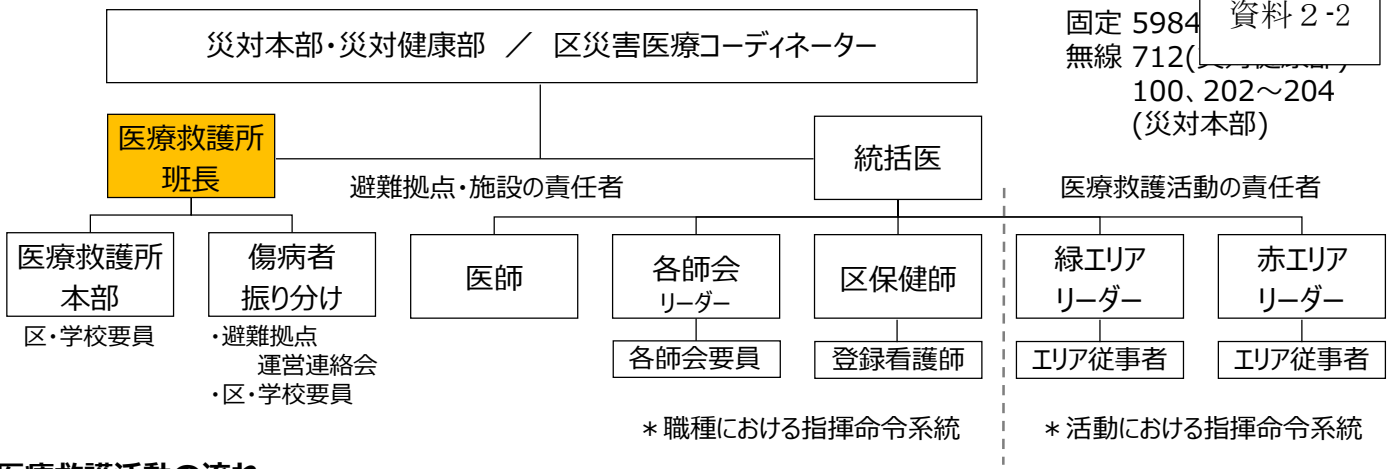 災対本部・災対健康部 ／ 区災害医療コーディネーター
固定 5984
資料２-2
無線 712(
100、202～204
(災対本部)
医療救護所
班長
統括医
避難拠点・施設の責任者
医療救護活動の責任者
医療救護所
本部
傷病者
振り分け
医師
各師会
リーダー
区保健師
緑エリア
リーダー
赤エリア
リーダー
区・学校要員
・避難拠点
運営連絡会
・区・学校要員
各師会要員
登録看護師
エリア従事者
エリア従事者
＊職種における指揮命令系統
＊活動における指揮命令系統
医療救護活動の流れ